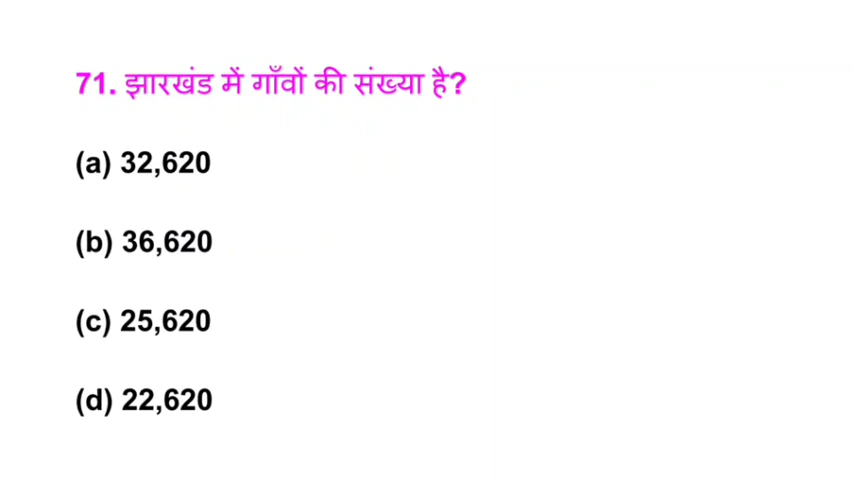 71. झारखंड में गाँवों की संख्या है?
(a) 32,620
(b) 36,620
(c) 25,620
(d) 22,620